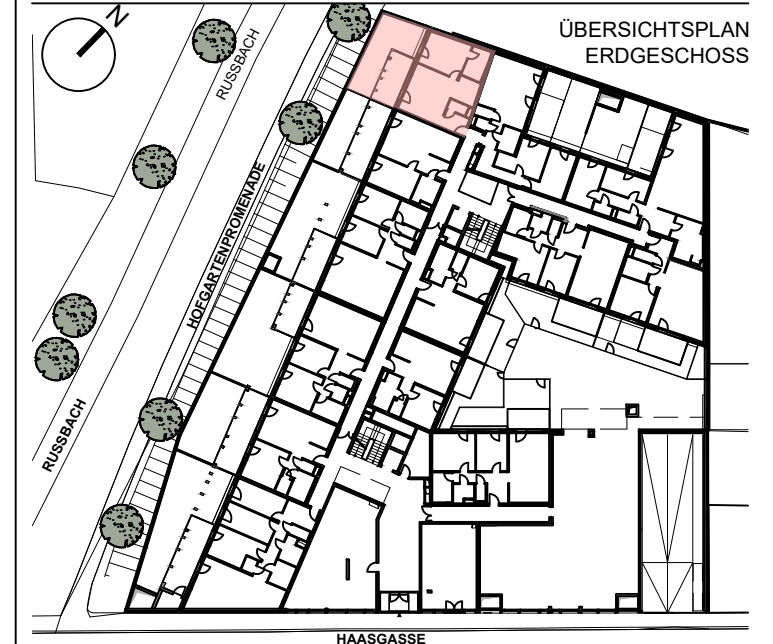 N
ÜBERSICHTSPLAN
ERDGESCHOSS
RUSSBACH
HOFGARTENPROMENADE
RUSSBACH
HAASGASSE